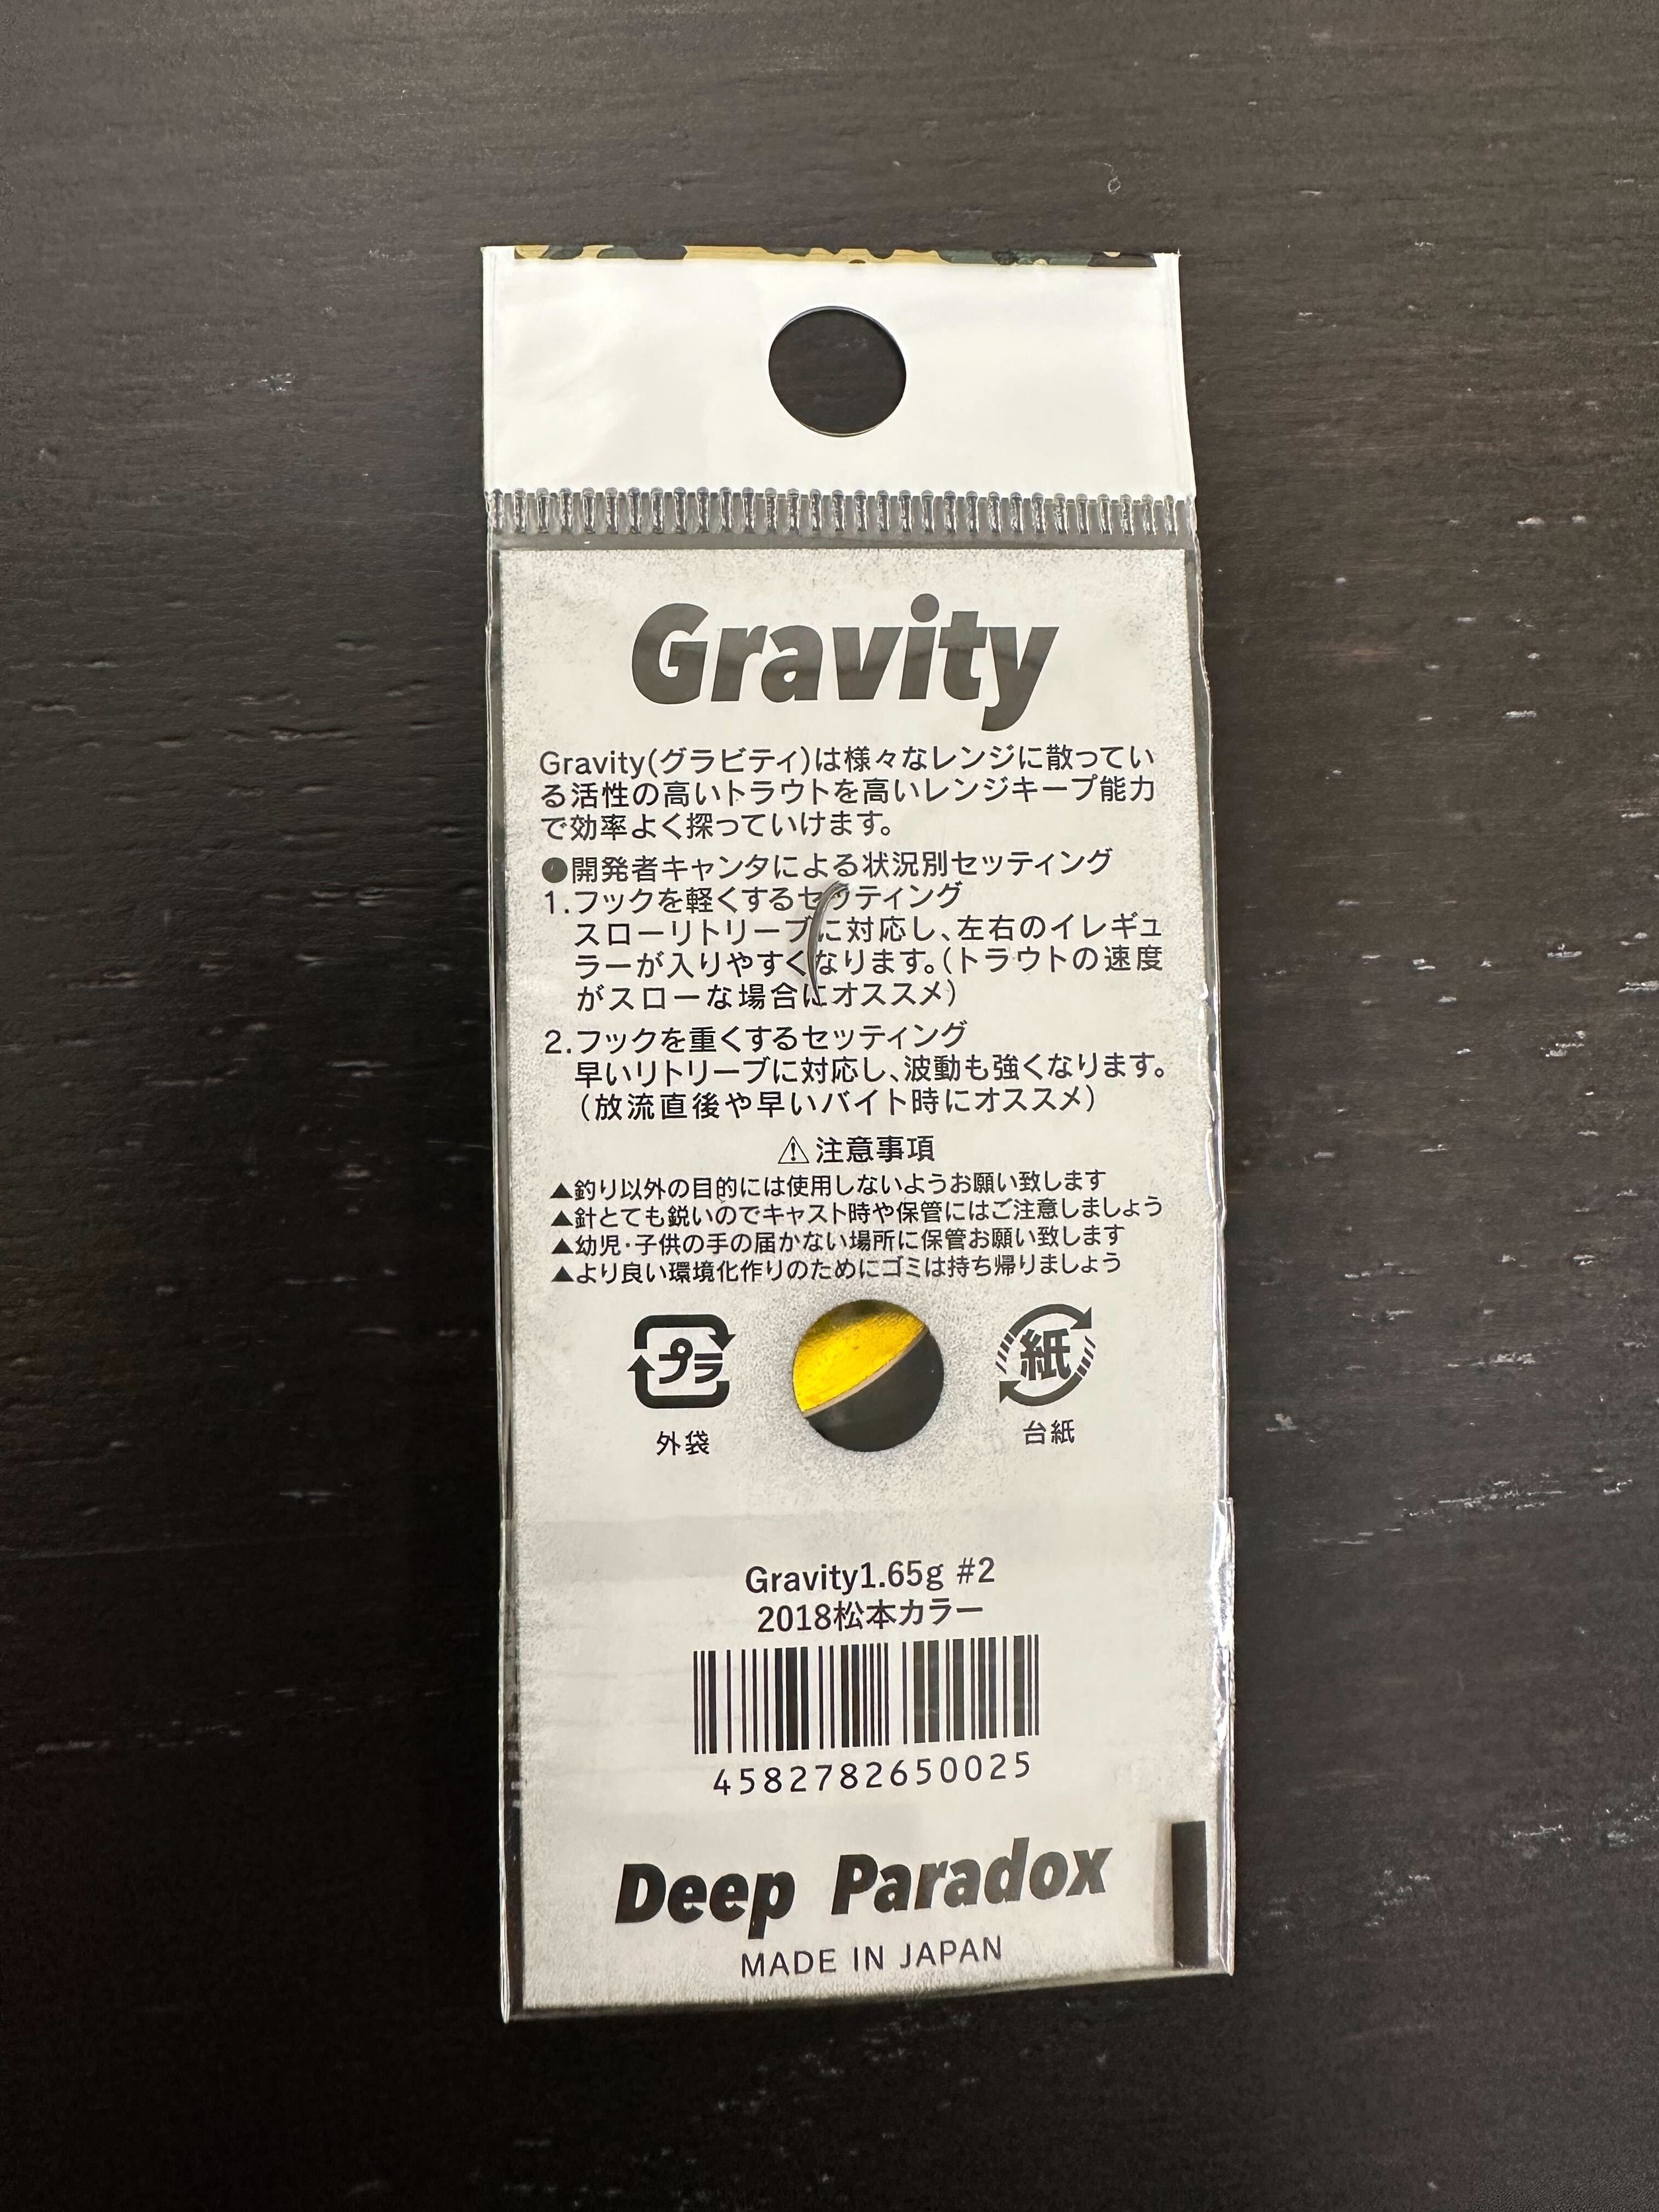 Gravity
Gravity(グラビティ)は様々なレンジに散ってい
る活性の高いトラウトを高いレンジキープ能力
で効率よく探っていけます。
●開発者キャンタによる状況別セッティング
1.フックを軽くするセッティング
スローリトリーブに対応し、左右のイレギュ
ラーが入りやすくなります。(トラウトの速度
がスローな場合にオススメ)
2.フックを重くするセッティング
早いリトリーブに対応し、波動も強くなります。
(放流直後や早いバイト時にオススメ)
⚠注意事項
▲釣り以外の目的には使用しないようお願い致します
▲針とても鋭いのでキャスト時や保管にはご注意しましょう
▲幼児・子供の手の届かない場所に保管お願い致します
▲より良い環境化作りのためにゴミは持ち帰りましょう
プラ
外袋
紙
台紙
Gravity1.65g #2
2018松本カラー
4582782650025
Deep Paradox
MADE IN JAPAN